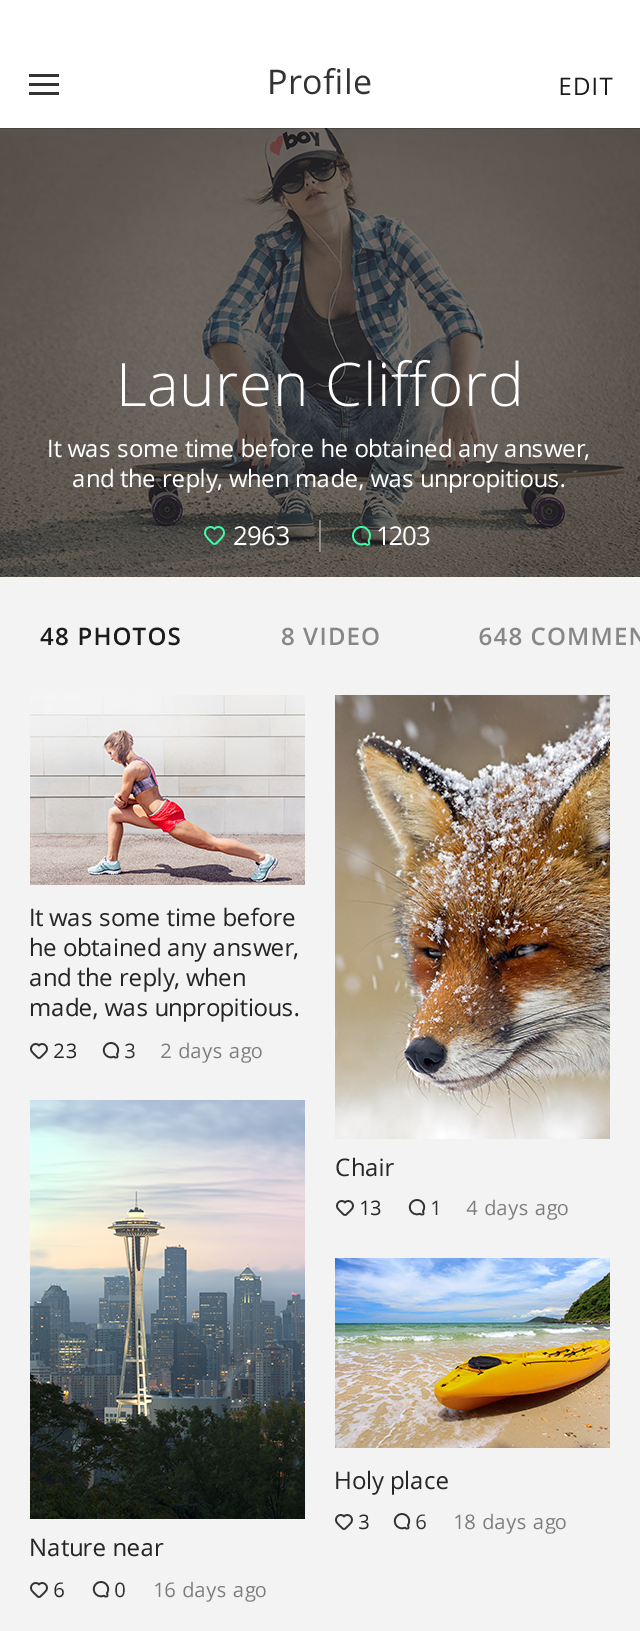 Profile
EDIT
boy
Lauren Clifford
It was some time before he obtained any answer,
and the reply, when made, was unpropitious.
2963
1203
48 PHOTOS
8 VIDEO
648 COMMEN
It was some time before
he obtained any answer,
and the reply, when
made, was unpropitious.
23 3 2 days ago
Chair
13 1 4 days ago
Holy place
3 6 18 days ago
Nature near
6 0 16 days ago